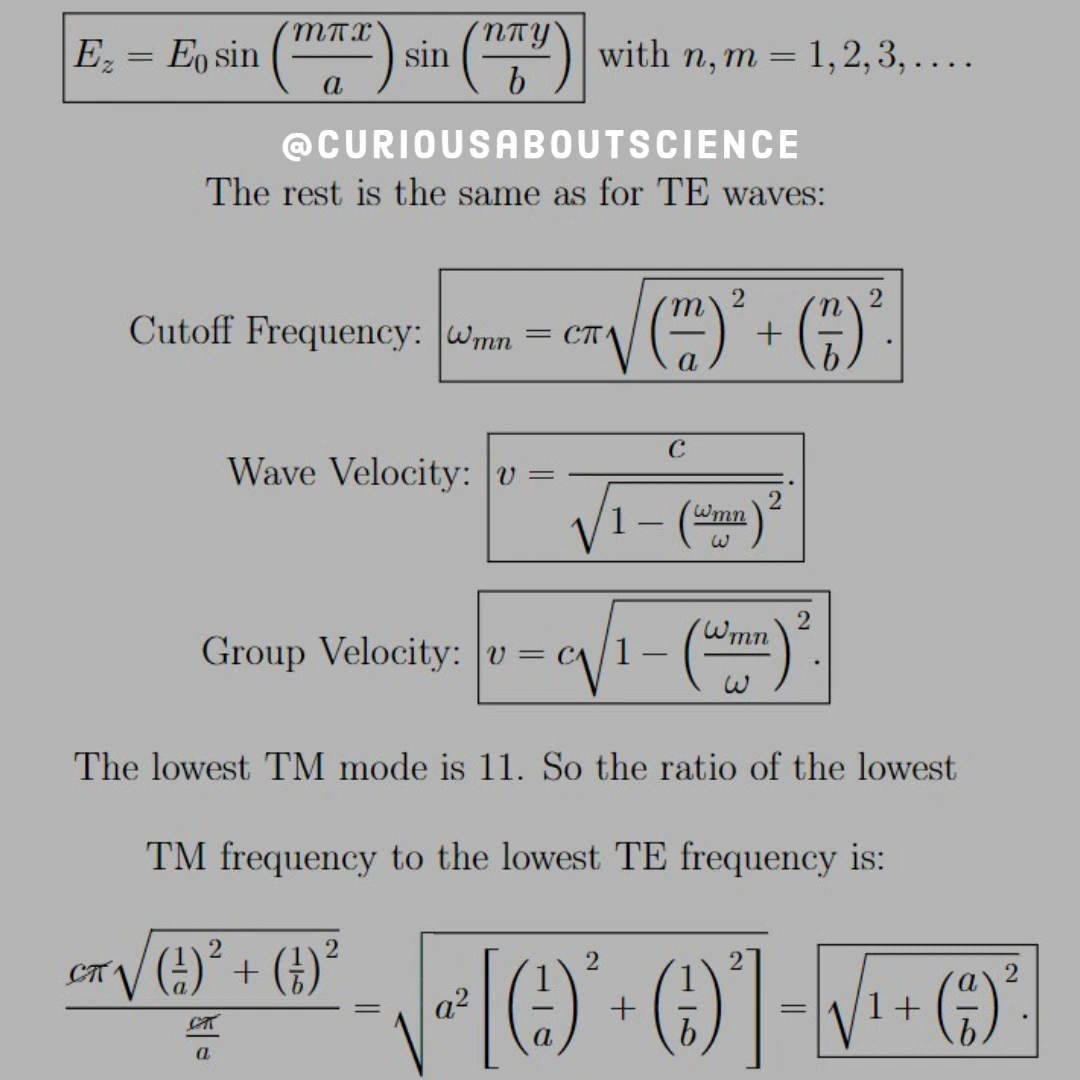 E_z = E_0 sin (mπx/a) sin (nπy/b) with n, m = 1, 2, 3, . . . .
@CURIOUSABOUTSCIENCE
The rest is the same as for TE waves:
Cutoff Frequency: ω_mn = cπ√((m/a)² + (n/b)²).
Wave Velocity: v = c/√(1 − (ω_mn/ω)²).
Group Velocity: v = c√(1 − (ω_mn/ω)²).
The lowest TM mode is 11. So the ratio of the lowest
TM frequency to the lowest TE frequency is:
cπ√((1/a)² + (1/b)²)/(cπ/a) = √(a²[(1/a)² + (1/b)²]) = √(1 + (a/b)²).